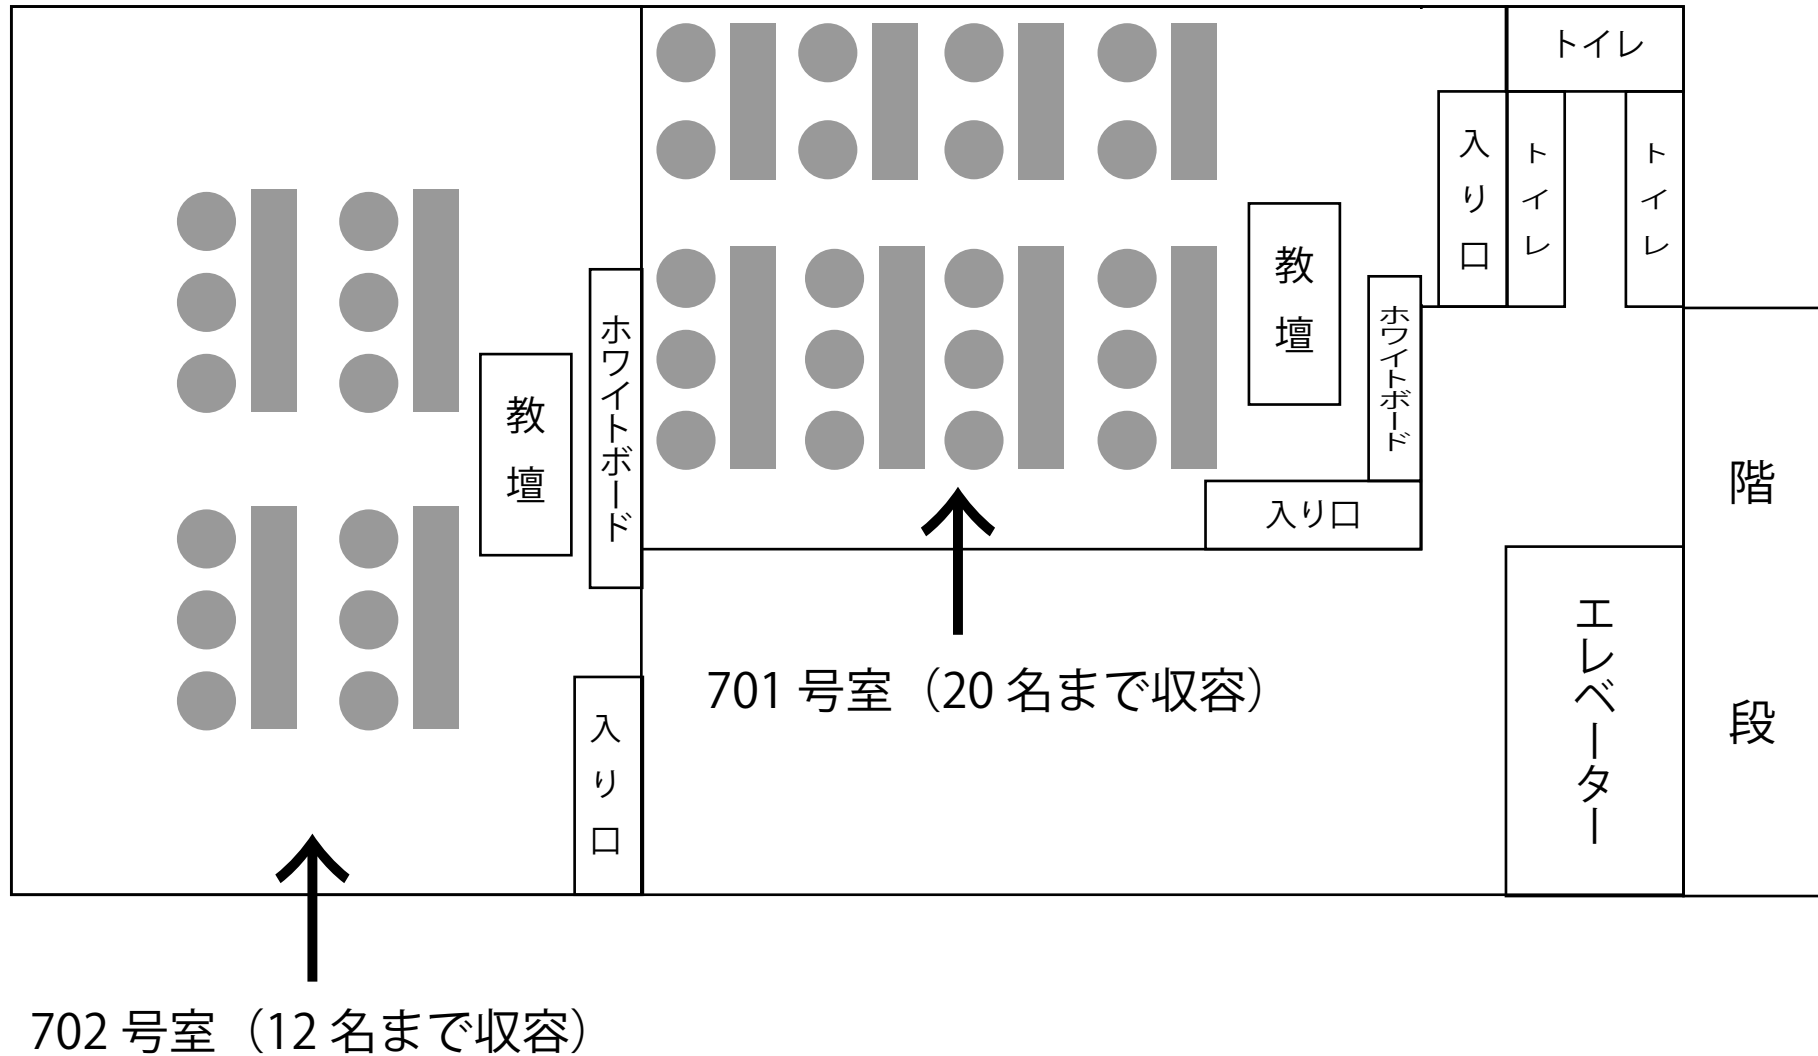 トイレ
入り口
トイレ
トイレ
教壇
ホワイトボード
ホワイトボード
教壇
入り口
階段
エレベーター
701 号室（20 名まで収容）
入り口
702 号室（12 名まで収容）